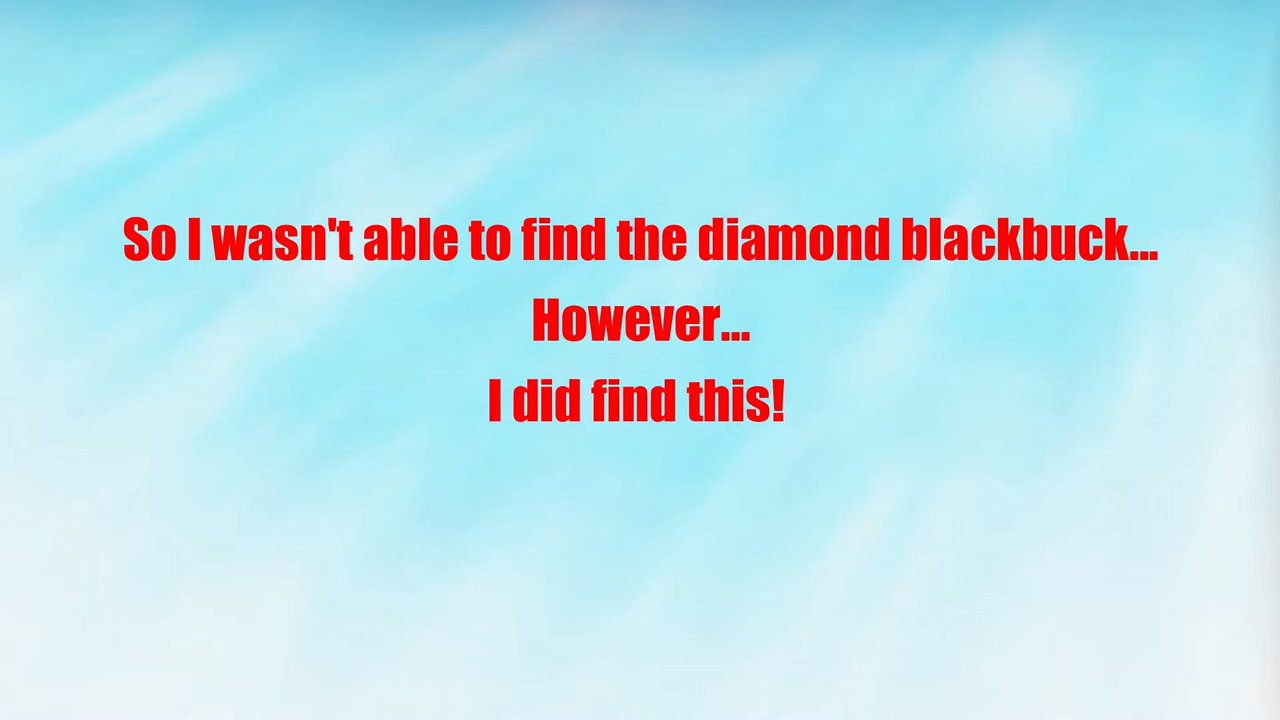 So I wasn't able to find the diamond blackbuck...
However...
I did find this!